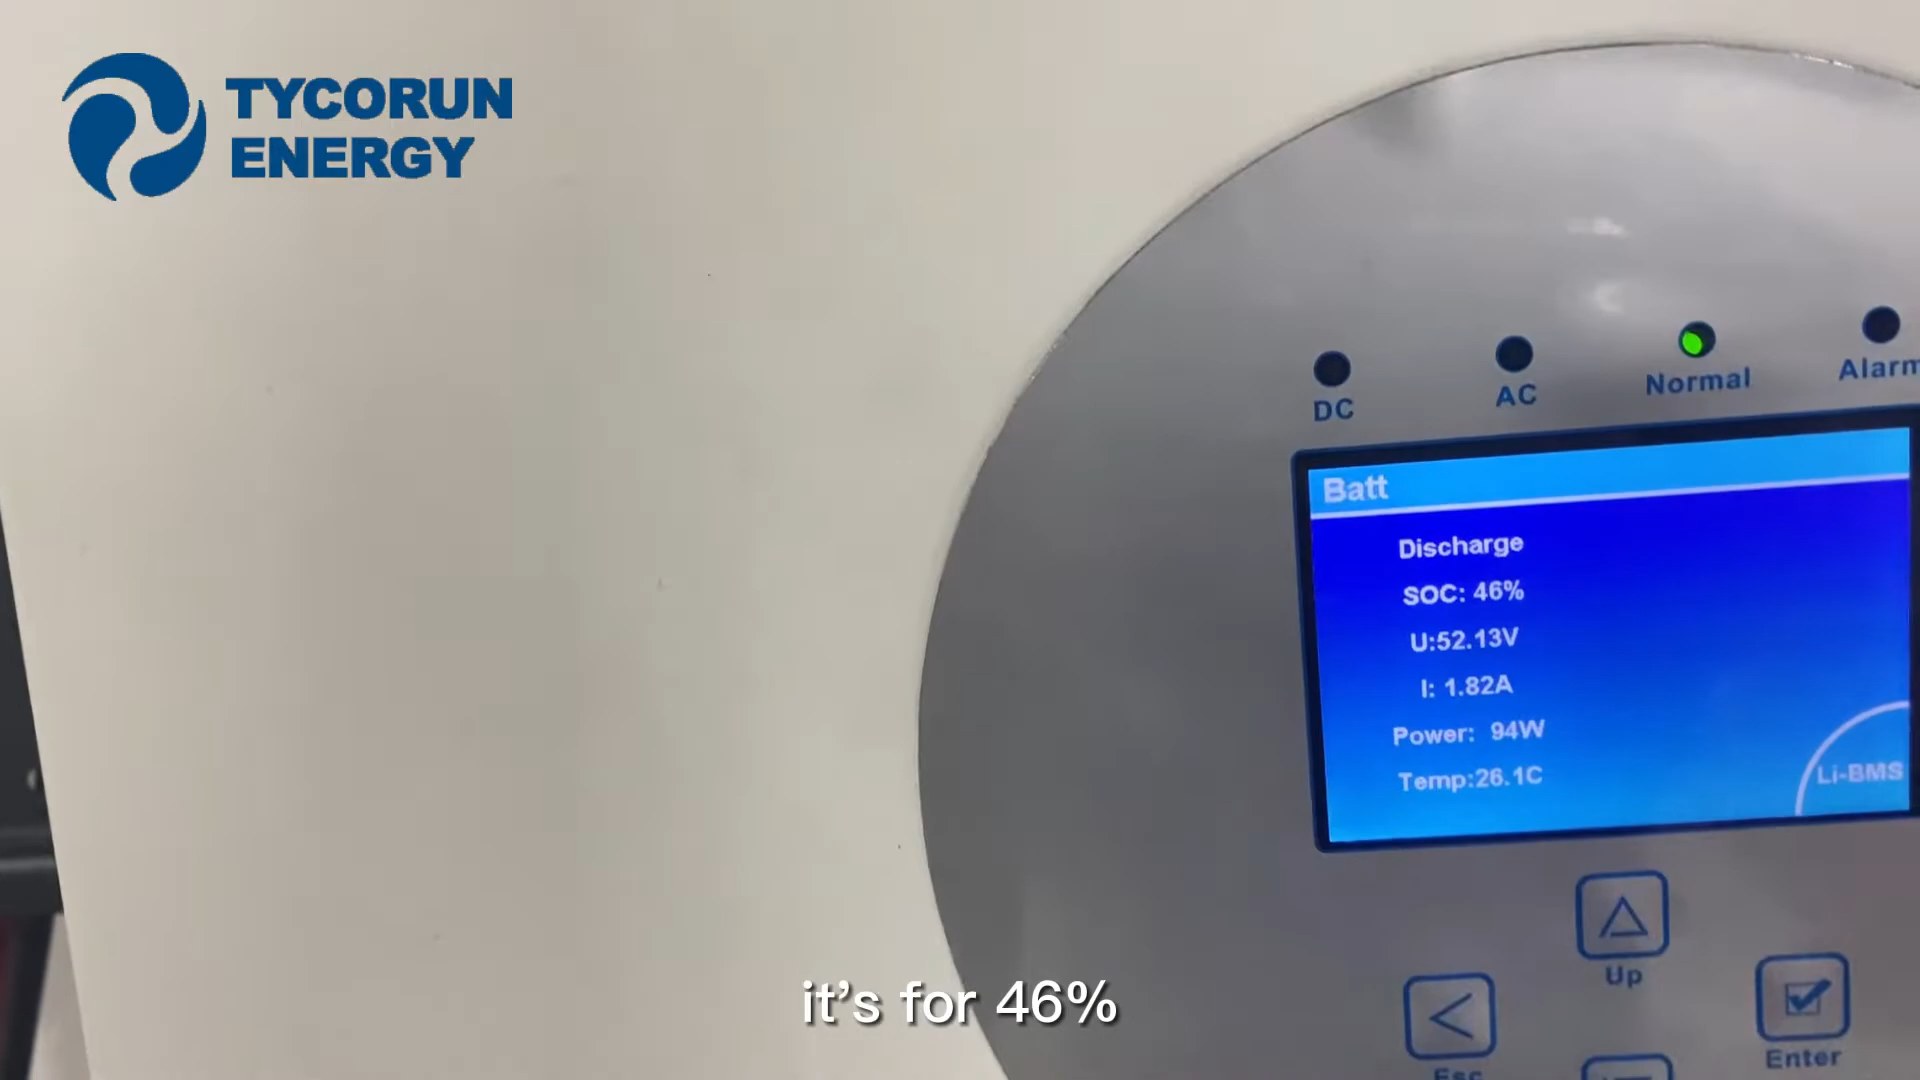 TYCORUN
ENERGY
DC
AC
Normal
Alarm
Batt
Discharge
SOC: 46%
U:52.13V
I: 1.82A
Power: 94W
Temp:26.1C
Li-BMS
Up
Esc
Enter
it's for 46%